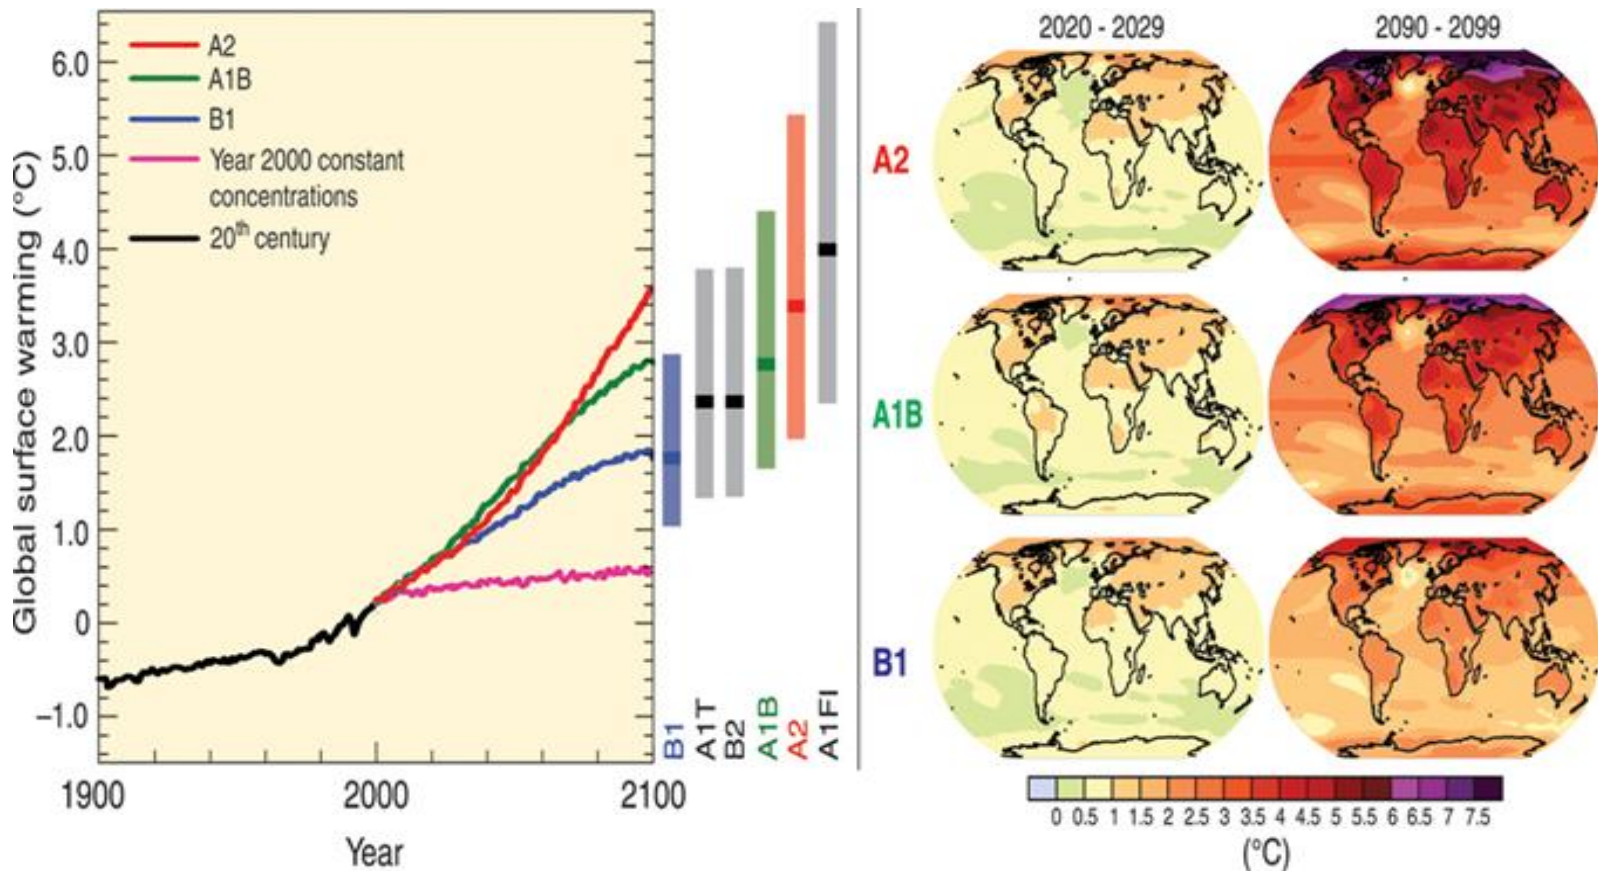 A2
A1B
B1
Year 2000 constant
concentrations
20th century
Global surface warming (°C)
6.0
5.0
4.0
3.0
2.0
1.0
0
−1.0
1900
2000
2100
Year
B1
A1T
B2
A1B
A2
A1FI
2020 - 2029
2090 - 2099
A2
A1B
B1
0 0.5 1 1.5 2 2.5 3 3.5 4 4.5 5 5.5 6 6.5 7 7.5
(°C)